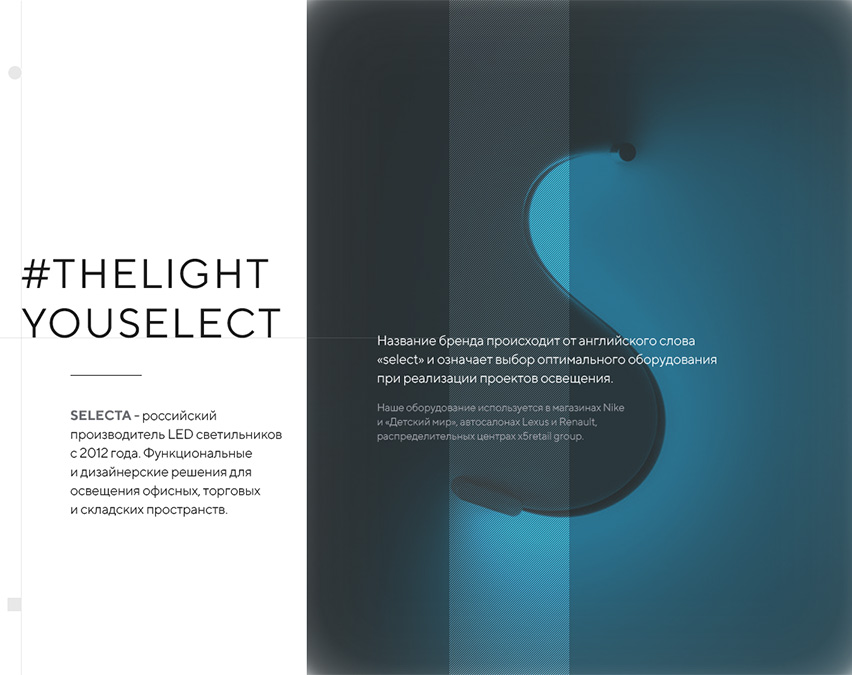 #THELIGHT
YOUSELECT
SELECTA - российский
производитель LED светильников
с 2012 года. Функциональные
и дизайнерские решения для
освещения офисных, торговых
и складских пространств.
Название бренда происходит от английского слова
«select» и означает выбор оптимального оборудования
при реализации проектов освещения.
Наше оборудование используется в магазинах Nike
и «Детский мир», автосалонах Lexus и Renault,
распределительных центрах x5retail group.